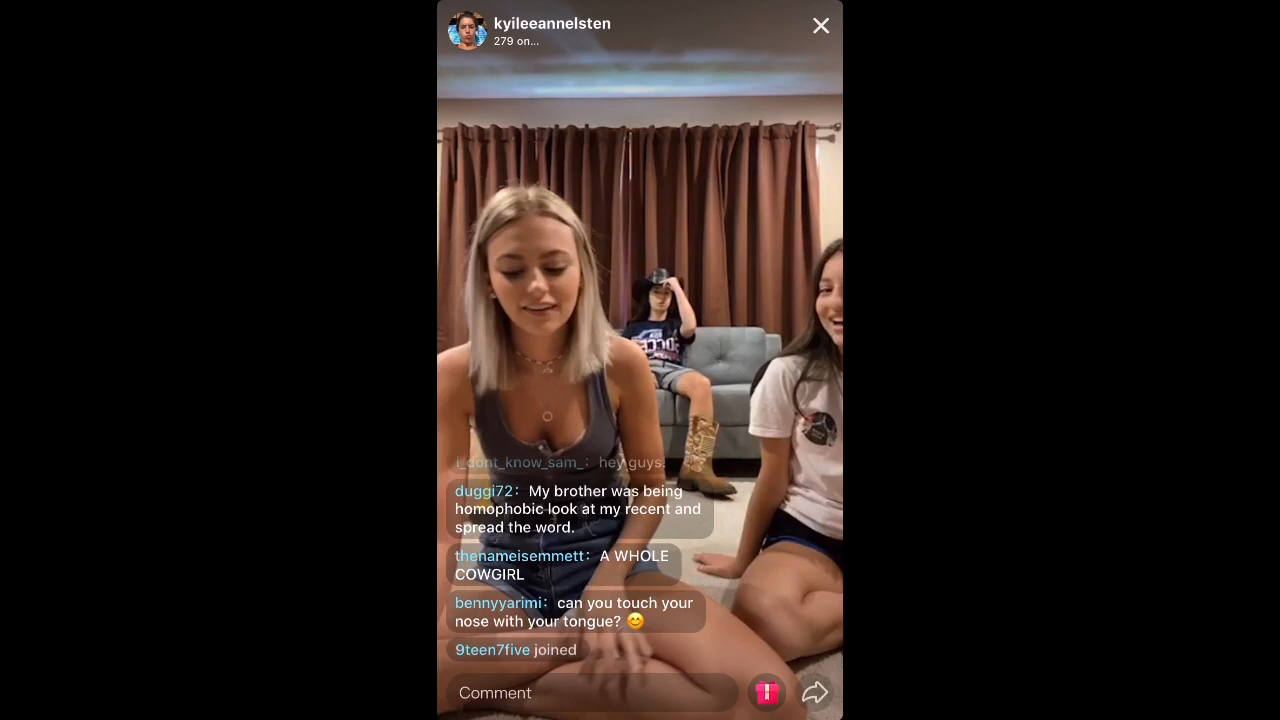 kyileeannelsten
279 on...
i_dont_know_sam_: hey guys.
duggi72: My brother was being
homophobic look at my recent and
spread the word.
thenameisemmett: A WHOLE
COWGIRL
bennyyarimi: can you touch your
nose with your tongue? 😊
9teen7five joined
Comment